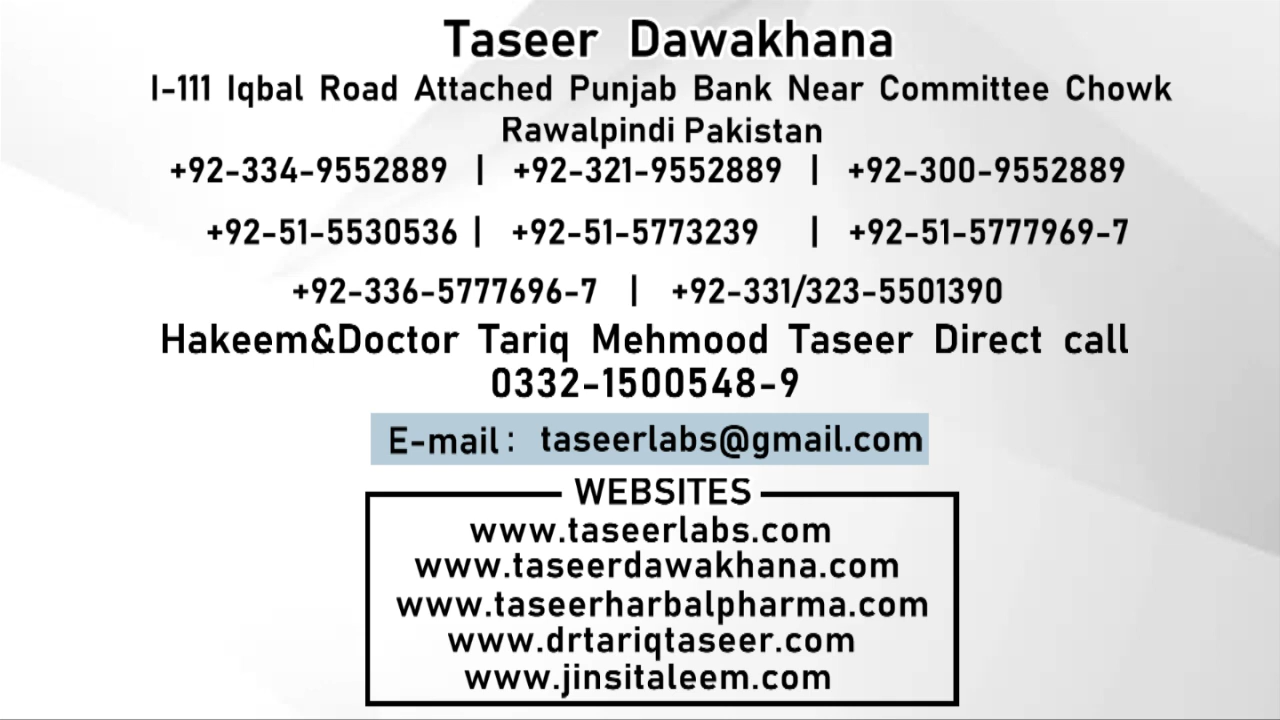 Taseer Dawakhana
I-111 Iqbal Road Attached Punjab Bank Near Committee Chowk
Rawalpindi Pakistan
+92-334-9552889 | +92-321-9552889 | +92-300-9552889
+92-51-5530536 | +92-51-5773239 | +92-51-5777969-7
+92-336-5777696-7 | +92-331/323-5501390
Hakeem&Doctor Tariq Mehmood Taseer Direct call
0332-1500548-9
E-mail : taseerlabs@gmail.com
WEBSITES
www.taseerlabs.com
www.taseerdawakhana.com
www.taseerharbalpharma.com
www.drtariqtaseer.com
www.jinsitaleem.com